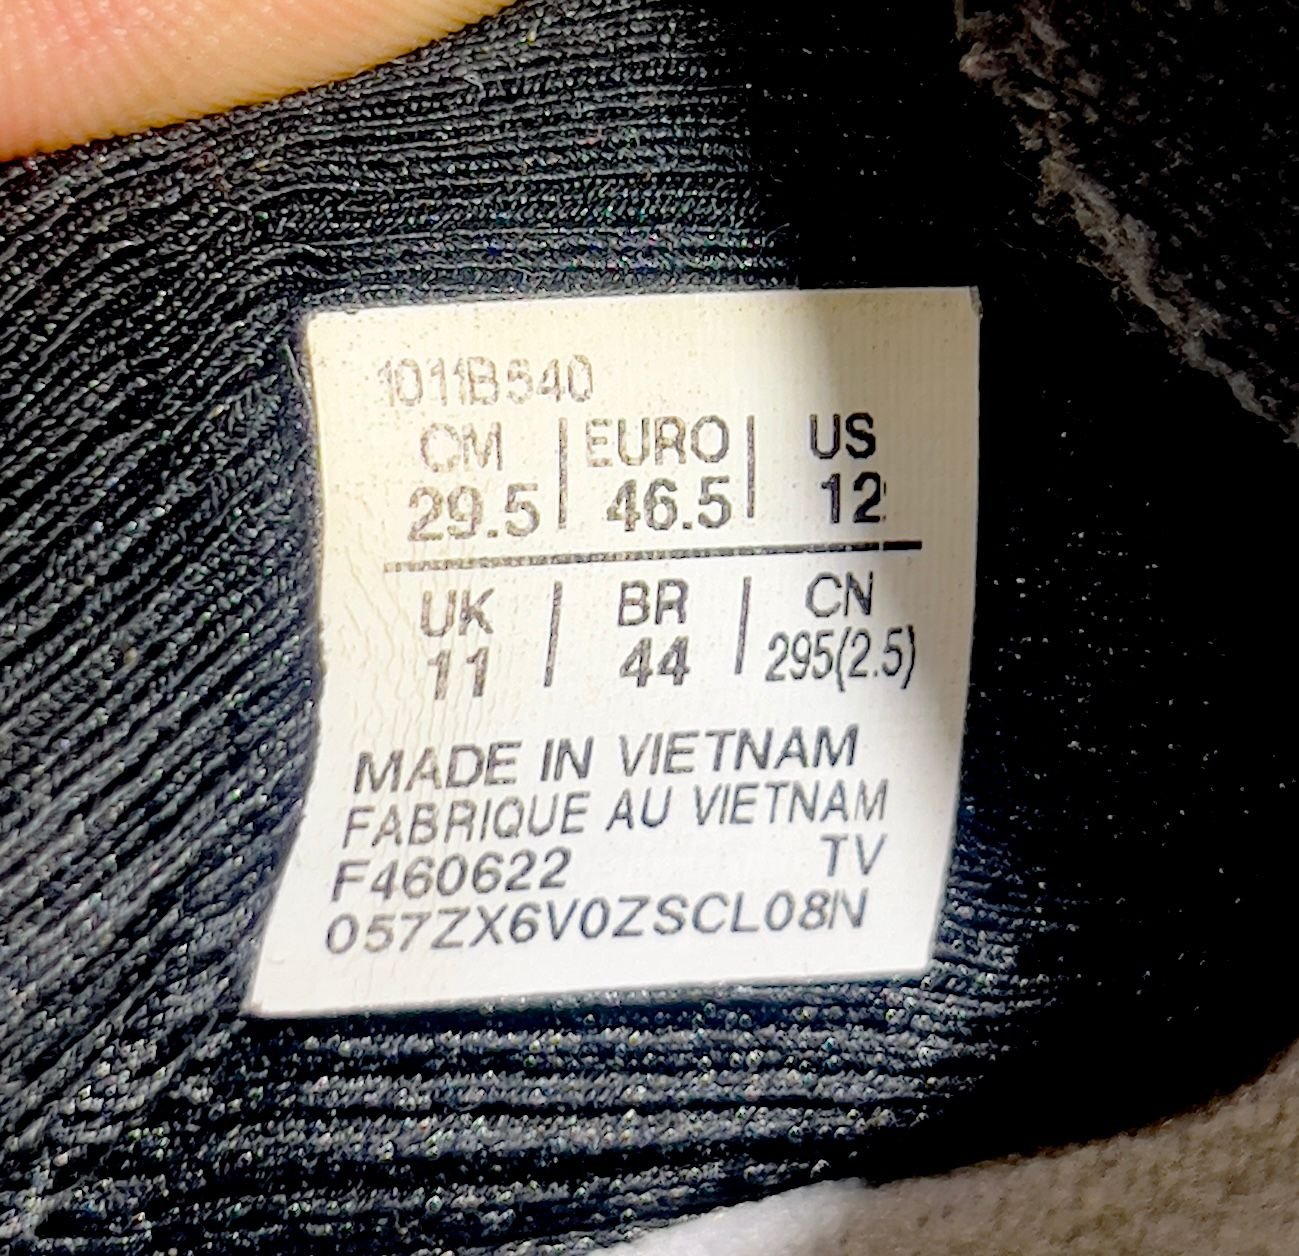 1011B540
CM | EURO | US
29.5 | 46.5 | 12
UK | BR | CN
11 | 44 | 295(2.5)
MADE IN VIETNAM
FABRIQUE AU VIETNAM
F460622 TV
057ZX6V0ZSCL08N